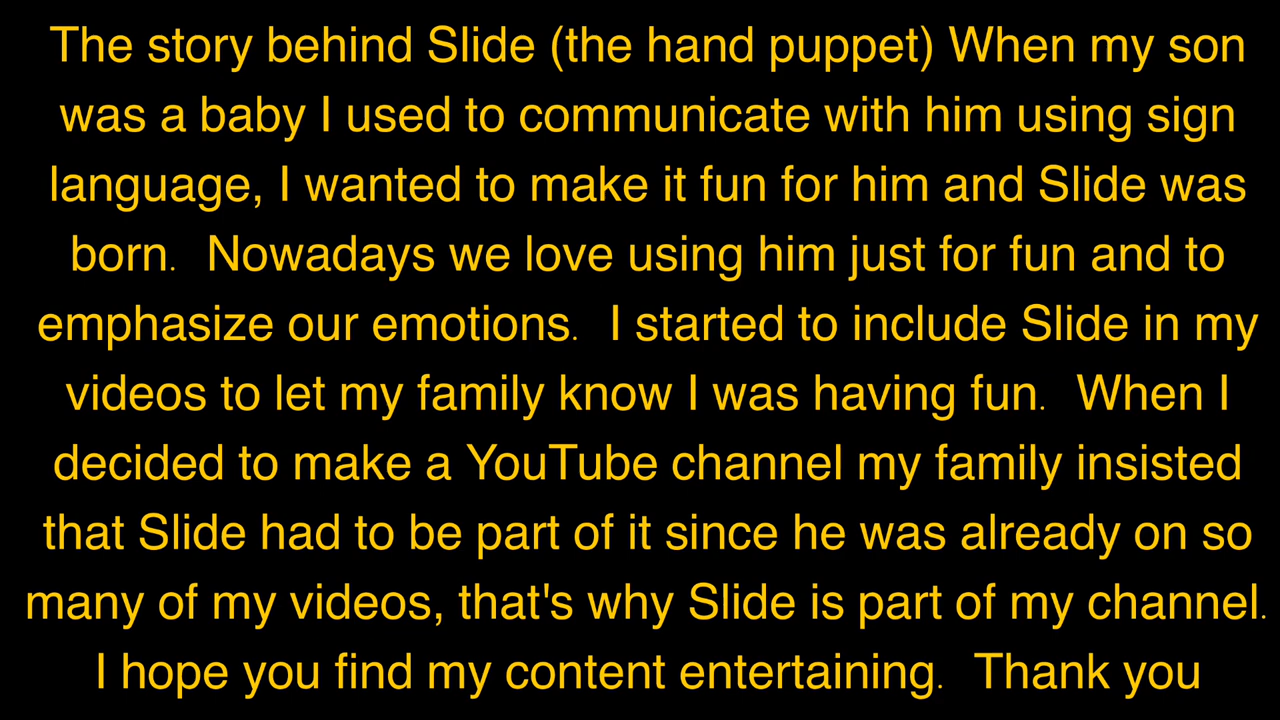 The story behind Slide (the hand puppet) When my son
was a baby I used to communicate with him using sign
language, I wanted to make it fun for him and Slide was
born.  Nowadays we love using him just for fun and to
emphasize our emotions.  I started to include Slide in my
videos to let my family know I was having fun.  When I
decided to make a YouTube channel my family insisted
that Slide had to be part of it since he was already on so
many of my videos, that's why Slide is part of my channel.
I hope you find my content entertaining.  Thank you